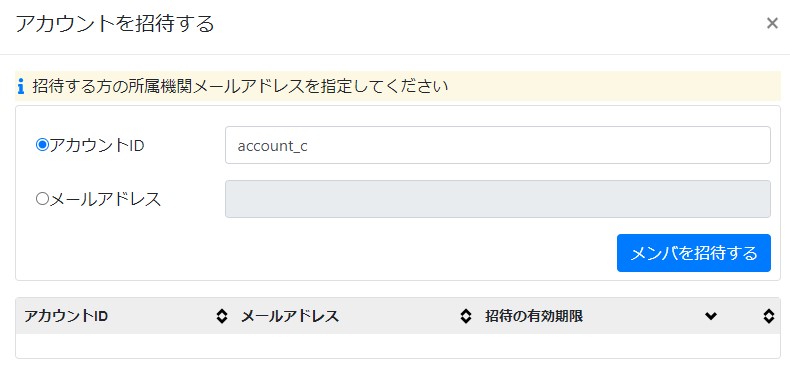 アカウントを招待する
招待する方の所属機関メールアドレスを指定してください
アカウントID
account_c
メールアドレス
メンバを招待する
アカウントID メールアドレス 招待の有効期限